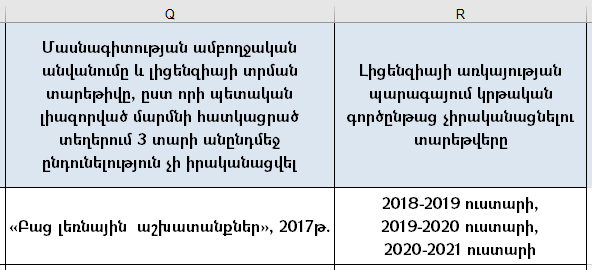 Q
R
Մասնագիտության ամբողջական
անվանումը և լիցենզիայի տրման
տարեթիվը, ըստ որի պետական
լիազորված մարմնի հատկացրած
տեղերում 3 տարի անընդմեջ
ընդունելություն չի իրականացվել
Լիցենզիայի առկայության
պարագայում կրթական
գործընթաց չիրականացնելու
տարեթվերը
«Բաց լեռնային աշխատանքներ», 2017թ.
2018-2019 ուստարի,
2019-2020 ուստարի,
2020-2021 ուստարի